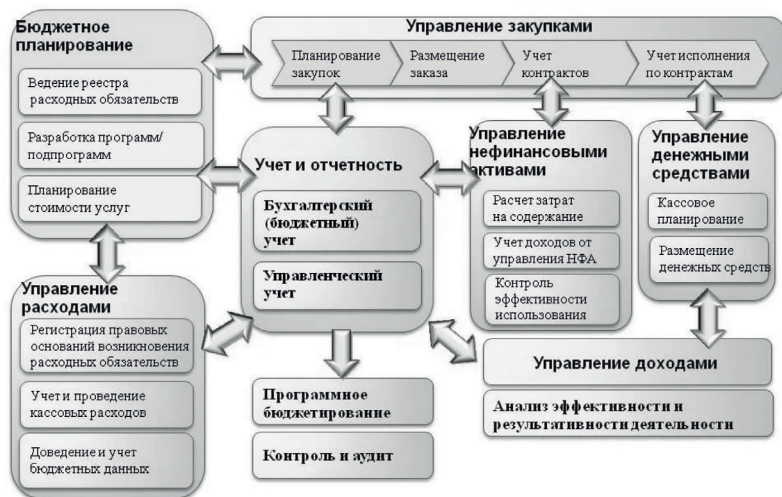 Бюджетное
планирование
Ведение реестра
расходных обязательств
Разработка программ/
подпрограмм
Планирование
стоимости услуг
Управление закупками
Планирование
закупок
Размещение
заказа
Учет
контрактов
Учет исполнения
по контрактам
Учет и отчетность
Бухгалтерский
(бюджетный)
учет
Управленческий
учет
Управление
нефинансовыми
активами
Расчет затрат
на содержание
Учет доходов от
управления НФА
Контроль
эффективности
использования
Управление
денежными
средствами
Кассовое
планирование
Размещение
денежных средств
Управление
расходами
Регистрация правовых
оснований возникновения
расходных обязательств
Учет и проведение
кассовых расходов
Доведение и учет
бюджетных данных
Программное
бюджетирование
Контроль и аудит
Управление доходами
Анализ эффективности и
результативности деятельности